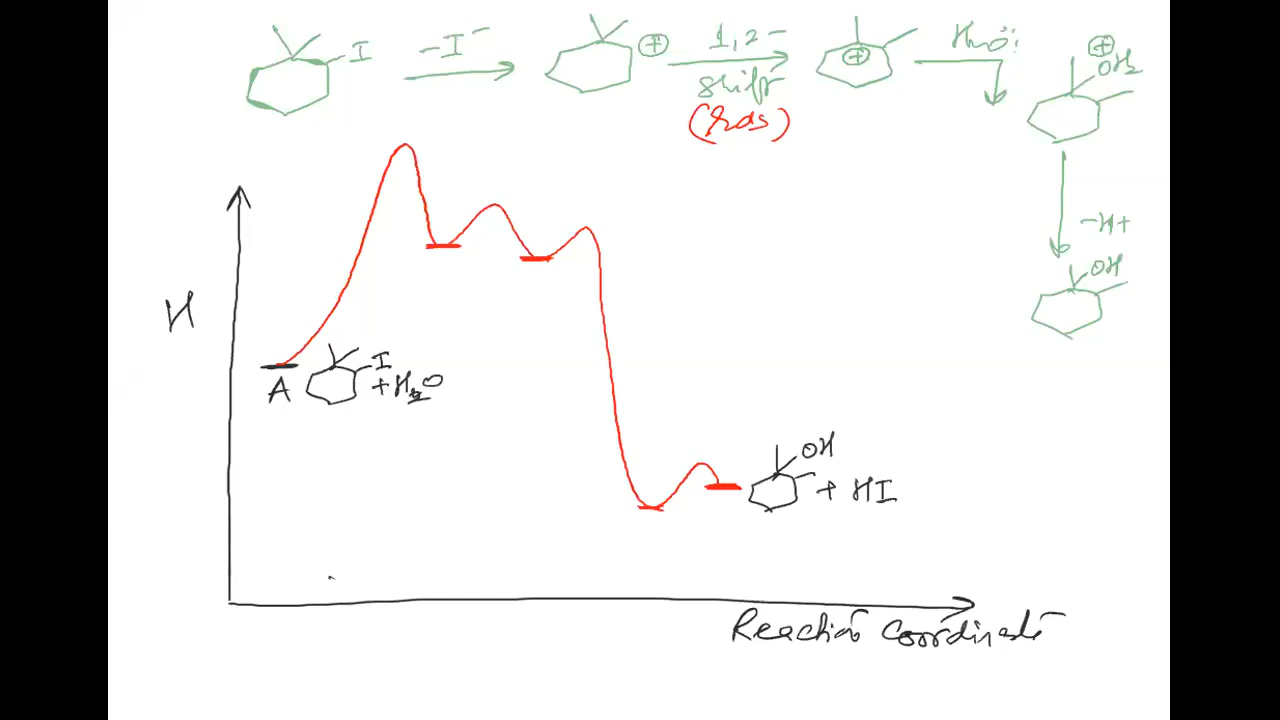 I -I⁻ 1,2- H₂O:
⊕ shift ⊕ ⊕
(rds) OH₂
-H+
OH
H
A I
+H₂O
OH
+ HI
Reaction coordinate